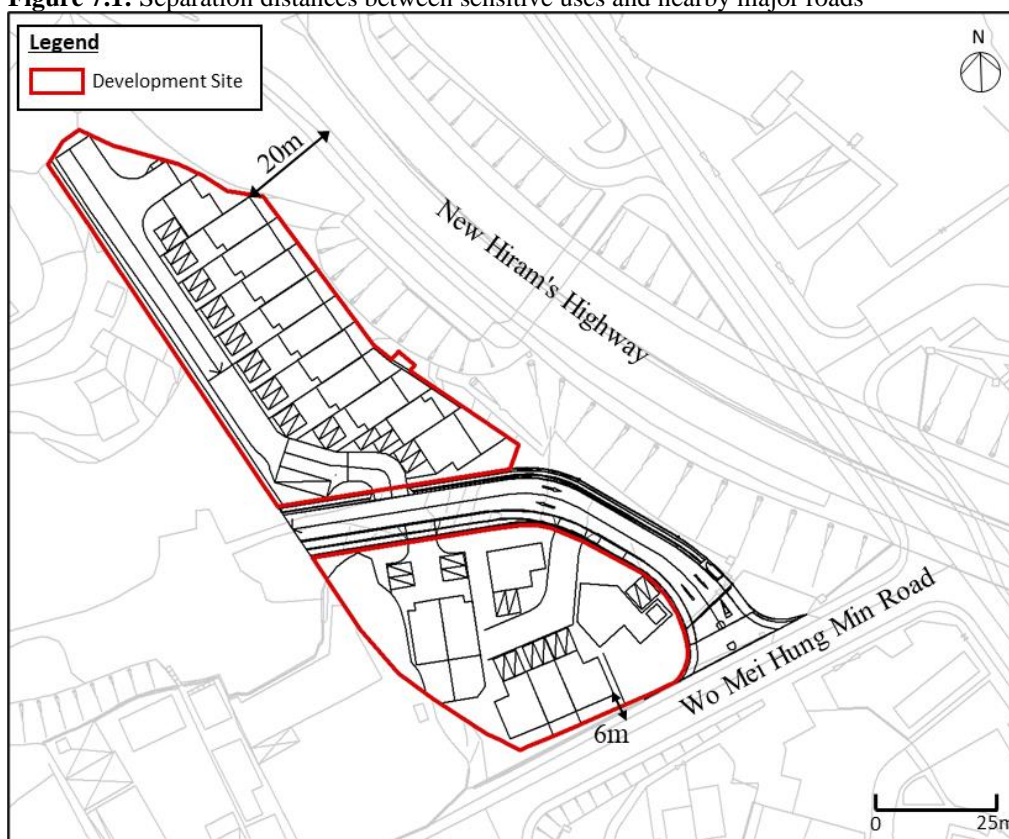 Figure 7.1: Separation distances between sensitive uses and nearby major roads
Legend
Development Site
N
20m
New Hiram's Highway
Wo Mei Hung Min Road
6m
0 25m